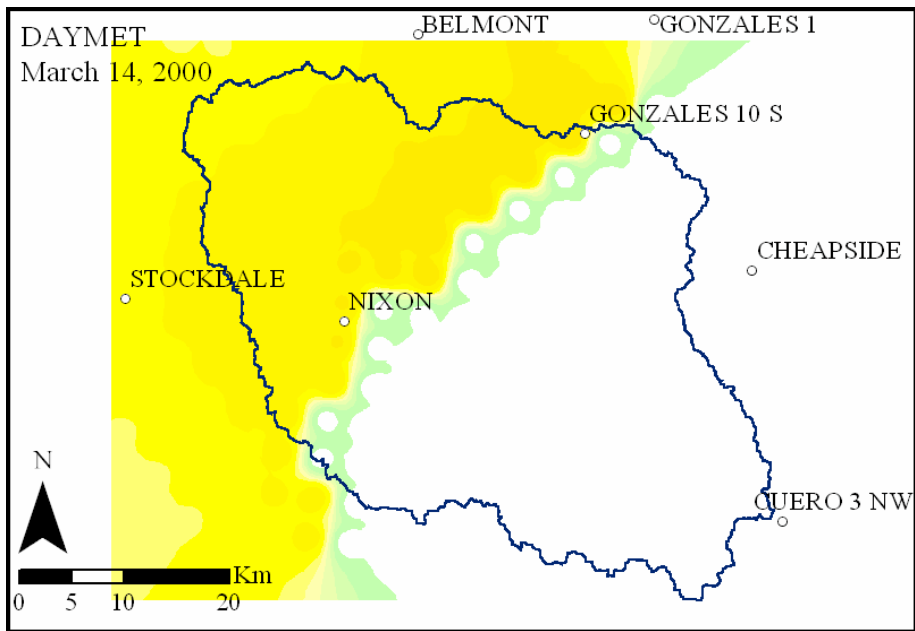 DAYMET
March 14, 2000
BELMONT
GONZALES 1
GONZALES 10 S
CHEAPSIDE
STOCKDALE
NIXON
CUERO 3 NW
N
Km
0 5 10 20